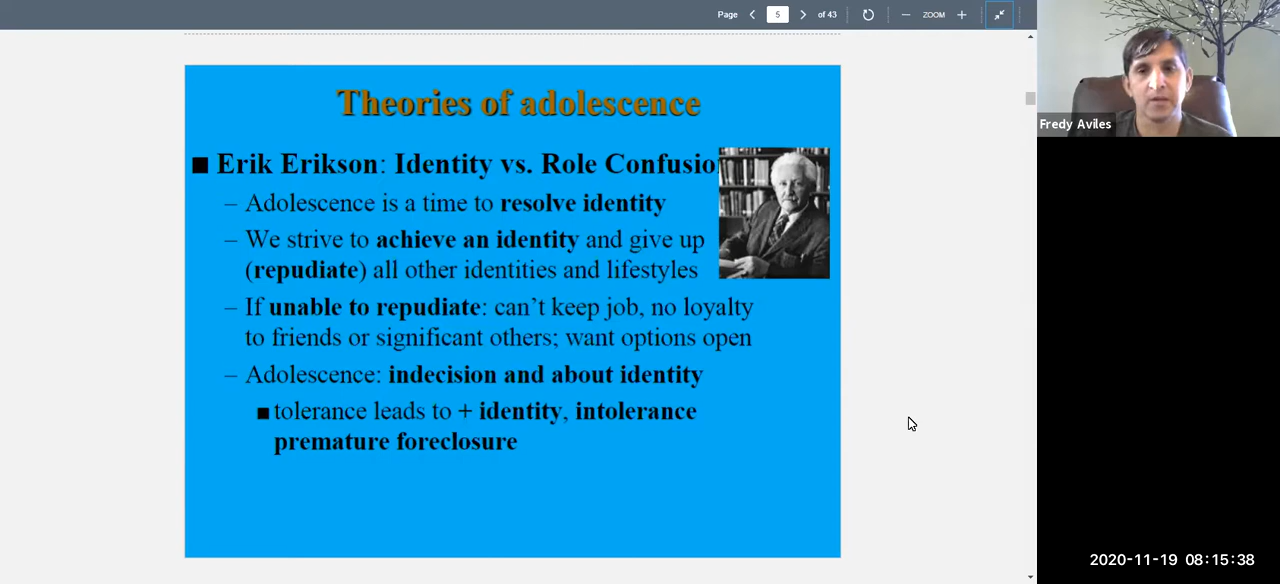 Page 5 of 43 ZOOM
Theories of adolescence
■ Erik Erikson: Identity vs. Role Confusio
– Adolescence is a time to resolve identity
– We strive to achieve an identity and give up
(repudiate) all other identities and lifestyles
– If unable to repudiate: can't keep job, no loyalty
to friends or significant others; want options open
– Adolescence: indecision and about identity
■ tolerance leads to + identity, intolerance
premature foreclosure
Fredy Aviles
2020-11-19 08:15:38